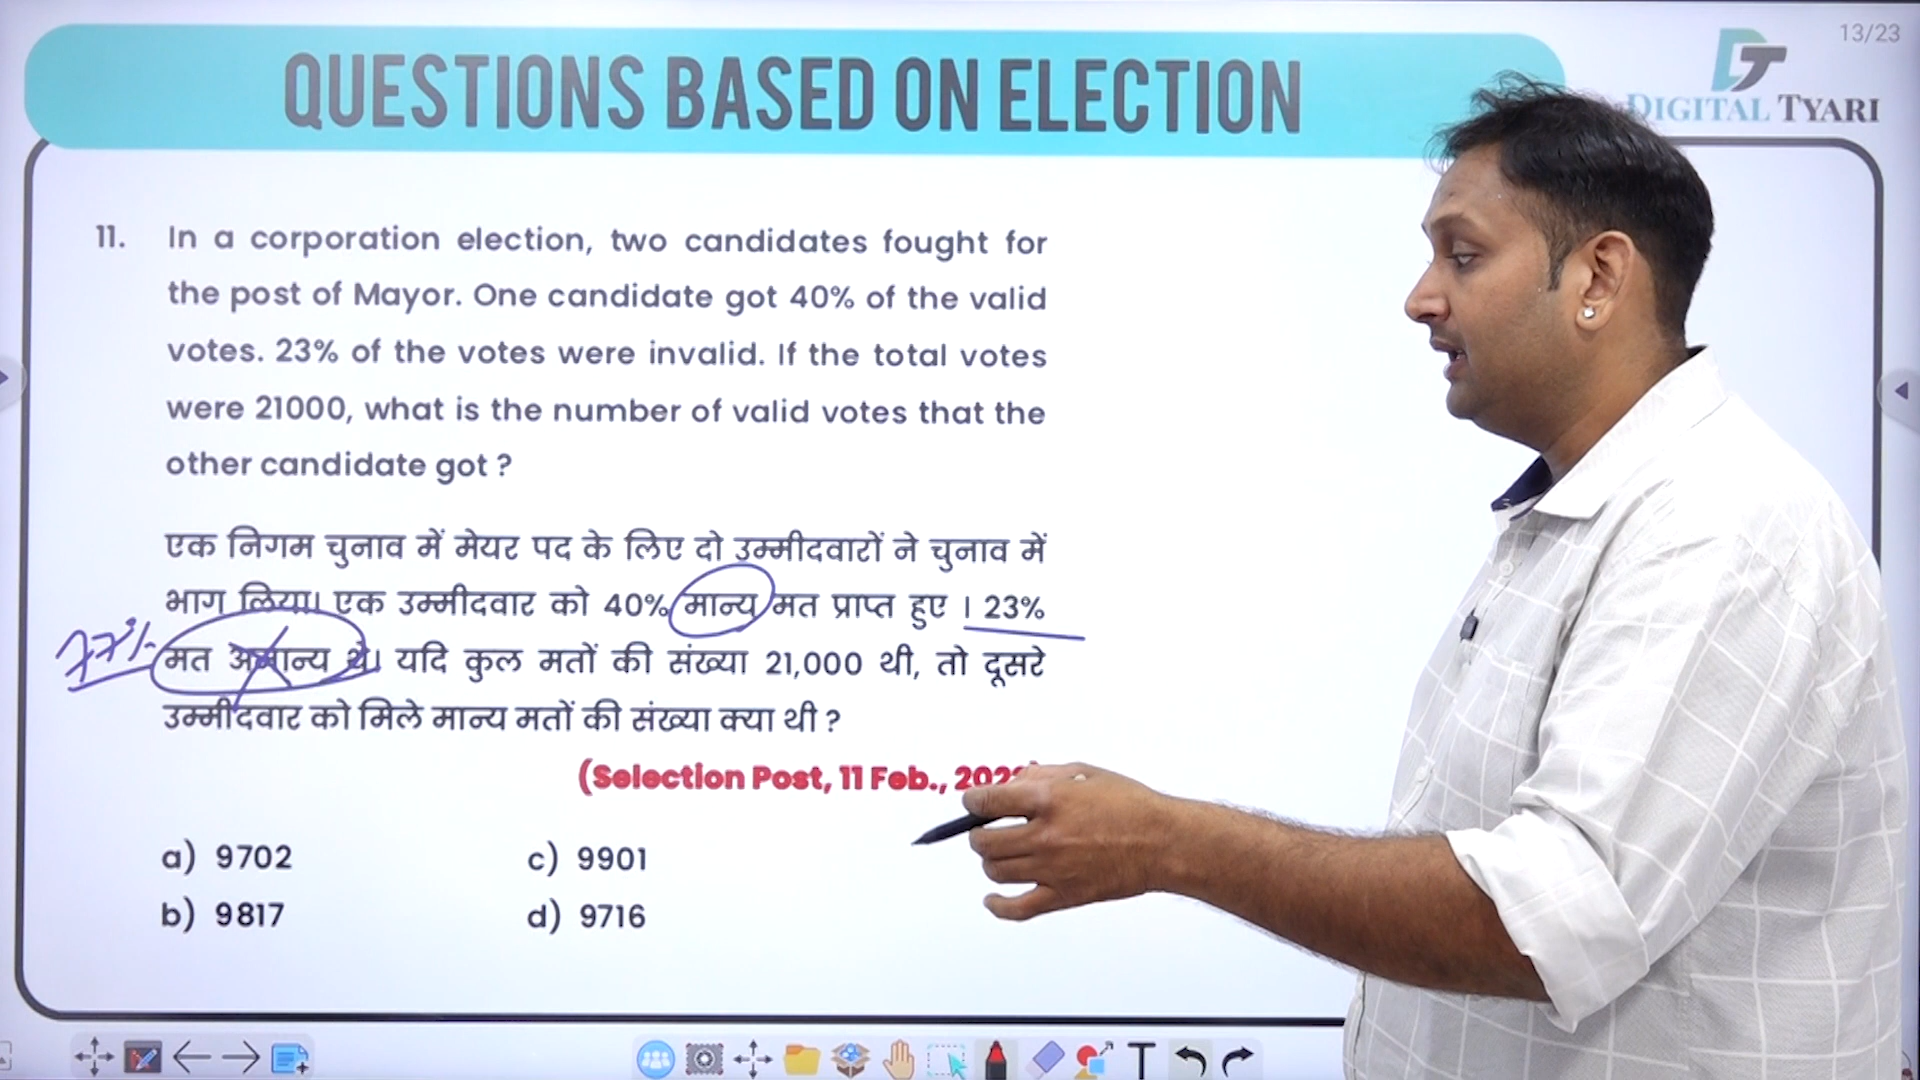 13/23
QUESTIONS BASED ON ELECTION
DIGITAL TYARI
11. In a corporation election, two candidates fought for
the post of Mayor. One candidate got 40% of the valid
votes. 23% of the votes were invalid. If the total votes
were 21000, what is the number of valid votes that the
other candidate got ?
एक निगम चुनाव में मेयर पद के लिए दो उम्मीदवारों ने चुनाव में
भाग लिया। एक उम्मीदवार को 40% मान्य मत प्राप्त हुए । 23%
77%
मत अमान्य थे। यदि कुल मतों की संख्या 21,000 थी, तो दूसरे
उम्मीदवार को मिले मान्य मतों की संख्या क्या थी ?
(Selection Post, 11 Feb.,
a) 9702 c) 9901
b) 9817 d) 9716
T